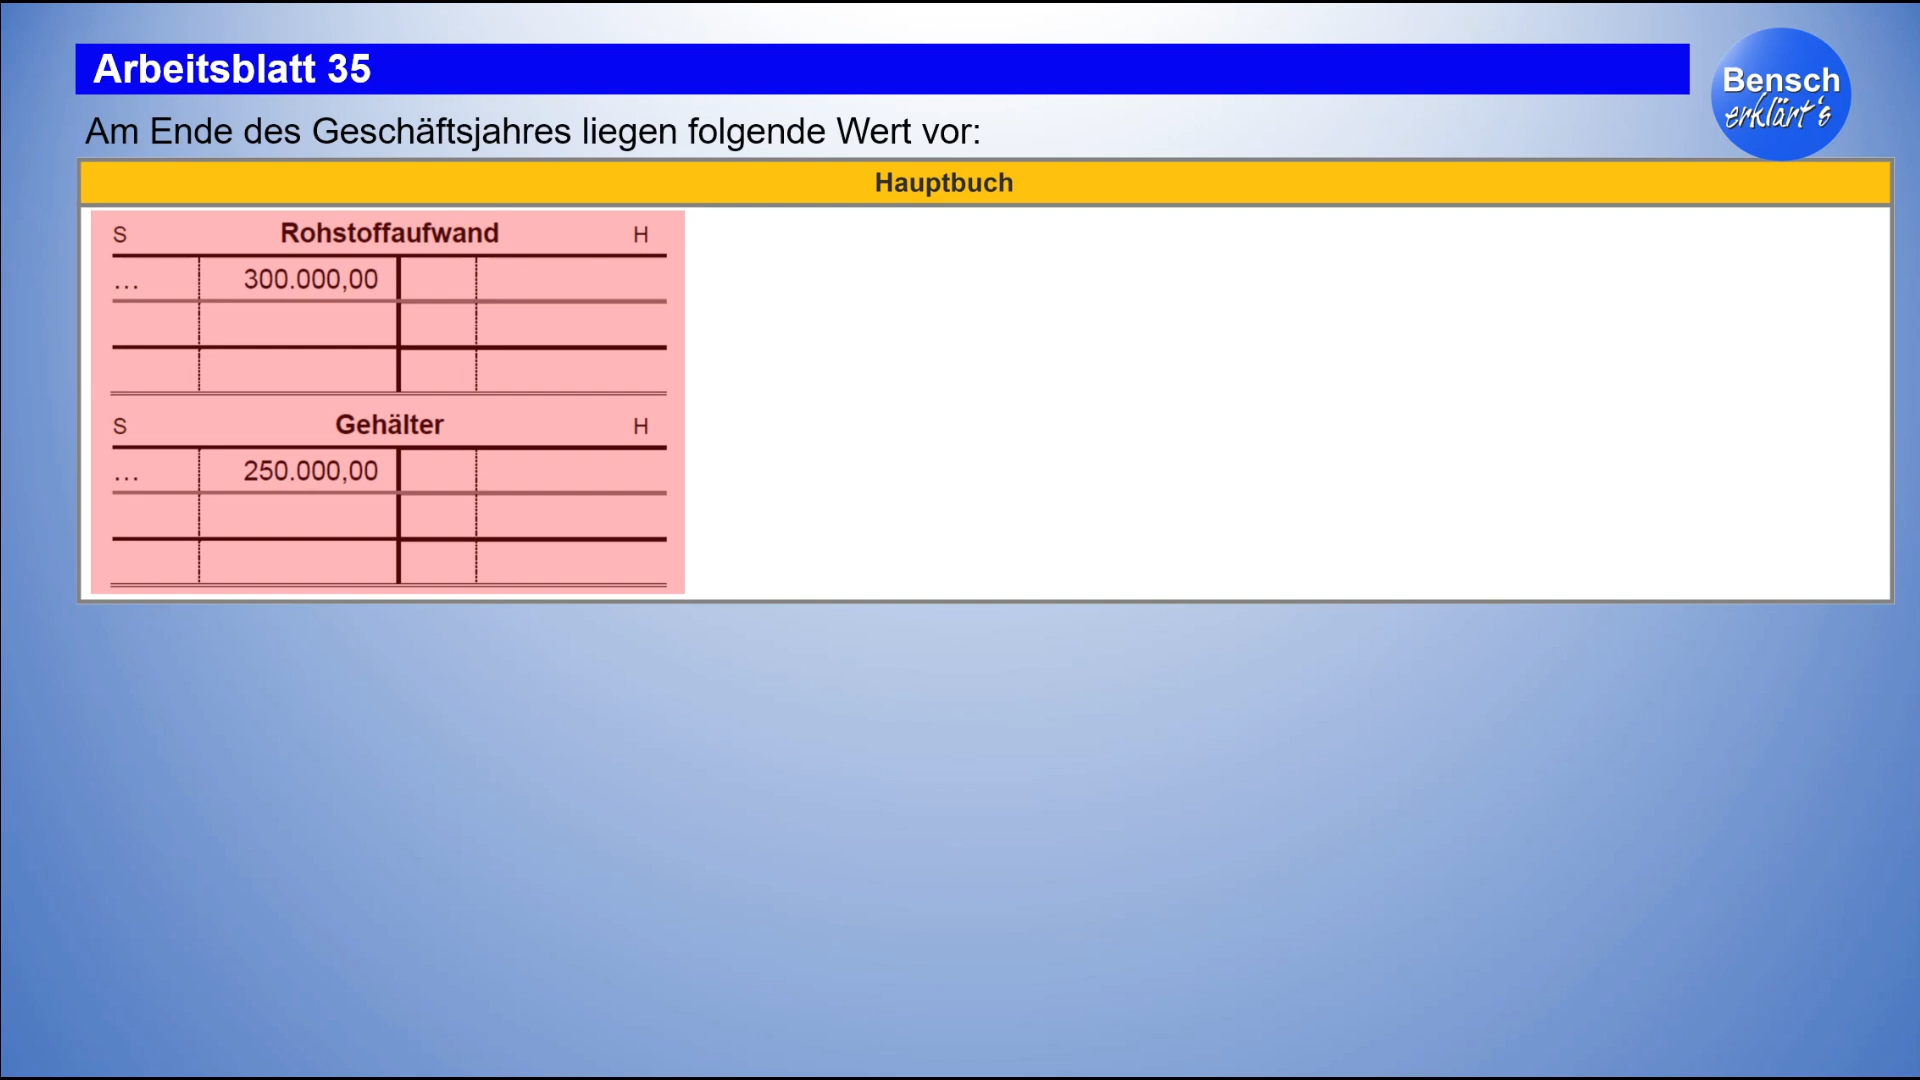 Arbeitsblatt 35
Bensch
erklärt's
Am Ende des Geschäftsjahres liegen folgende Wert vor:
Hauptbuch
S Rohstoffaufwand H
... 300.000,00
S Gehälter H
... 250.000,00